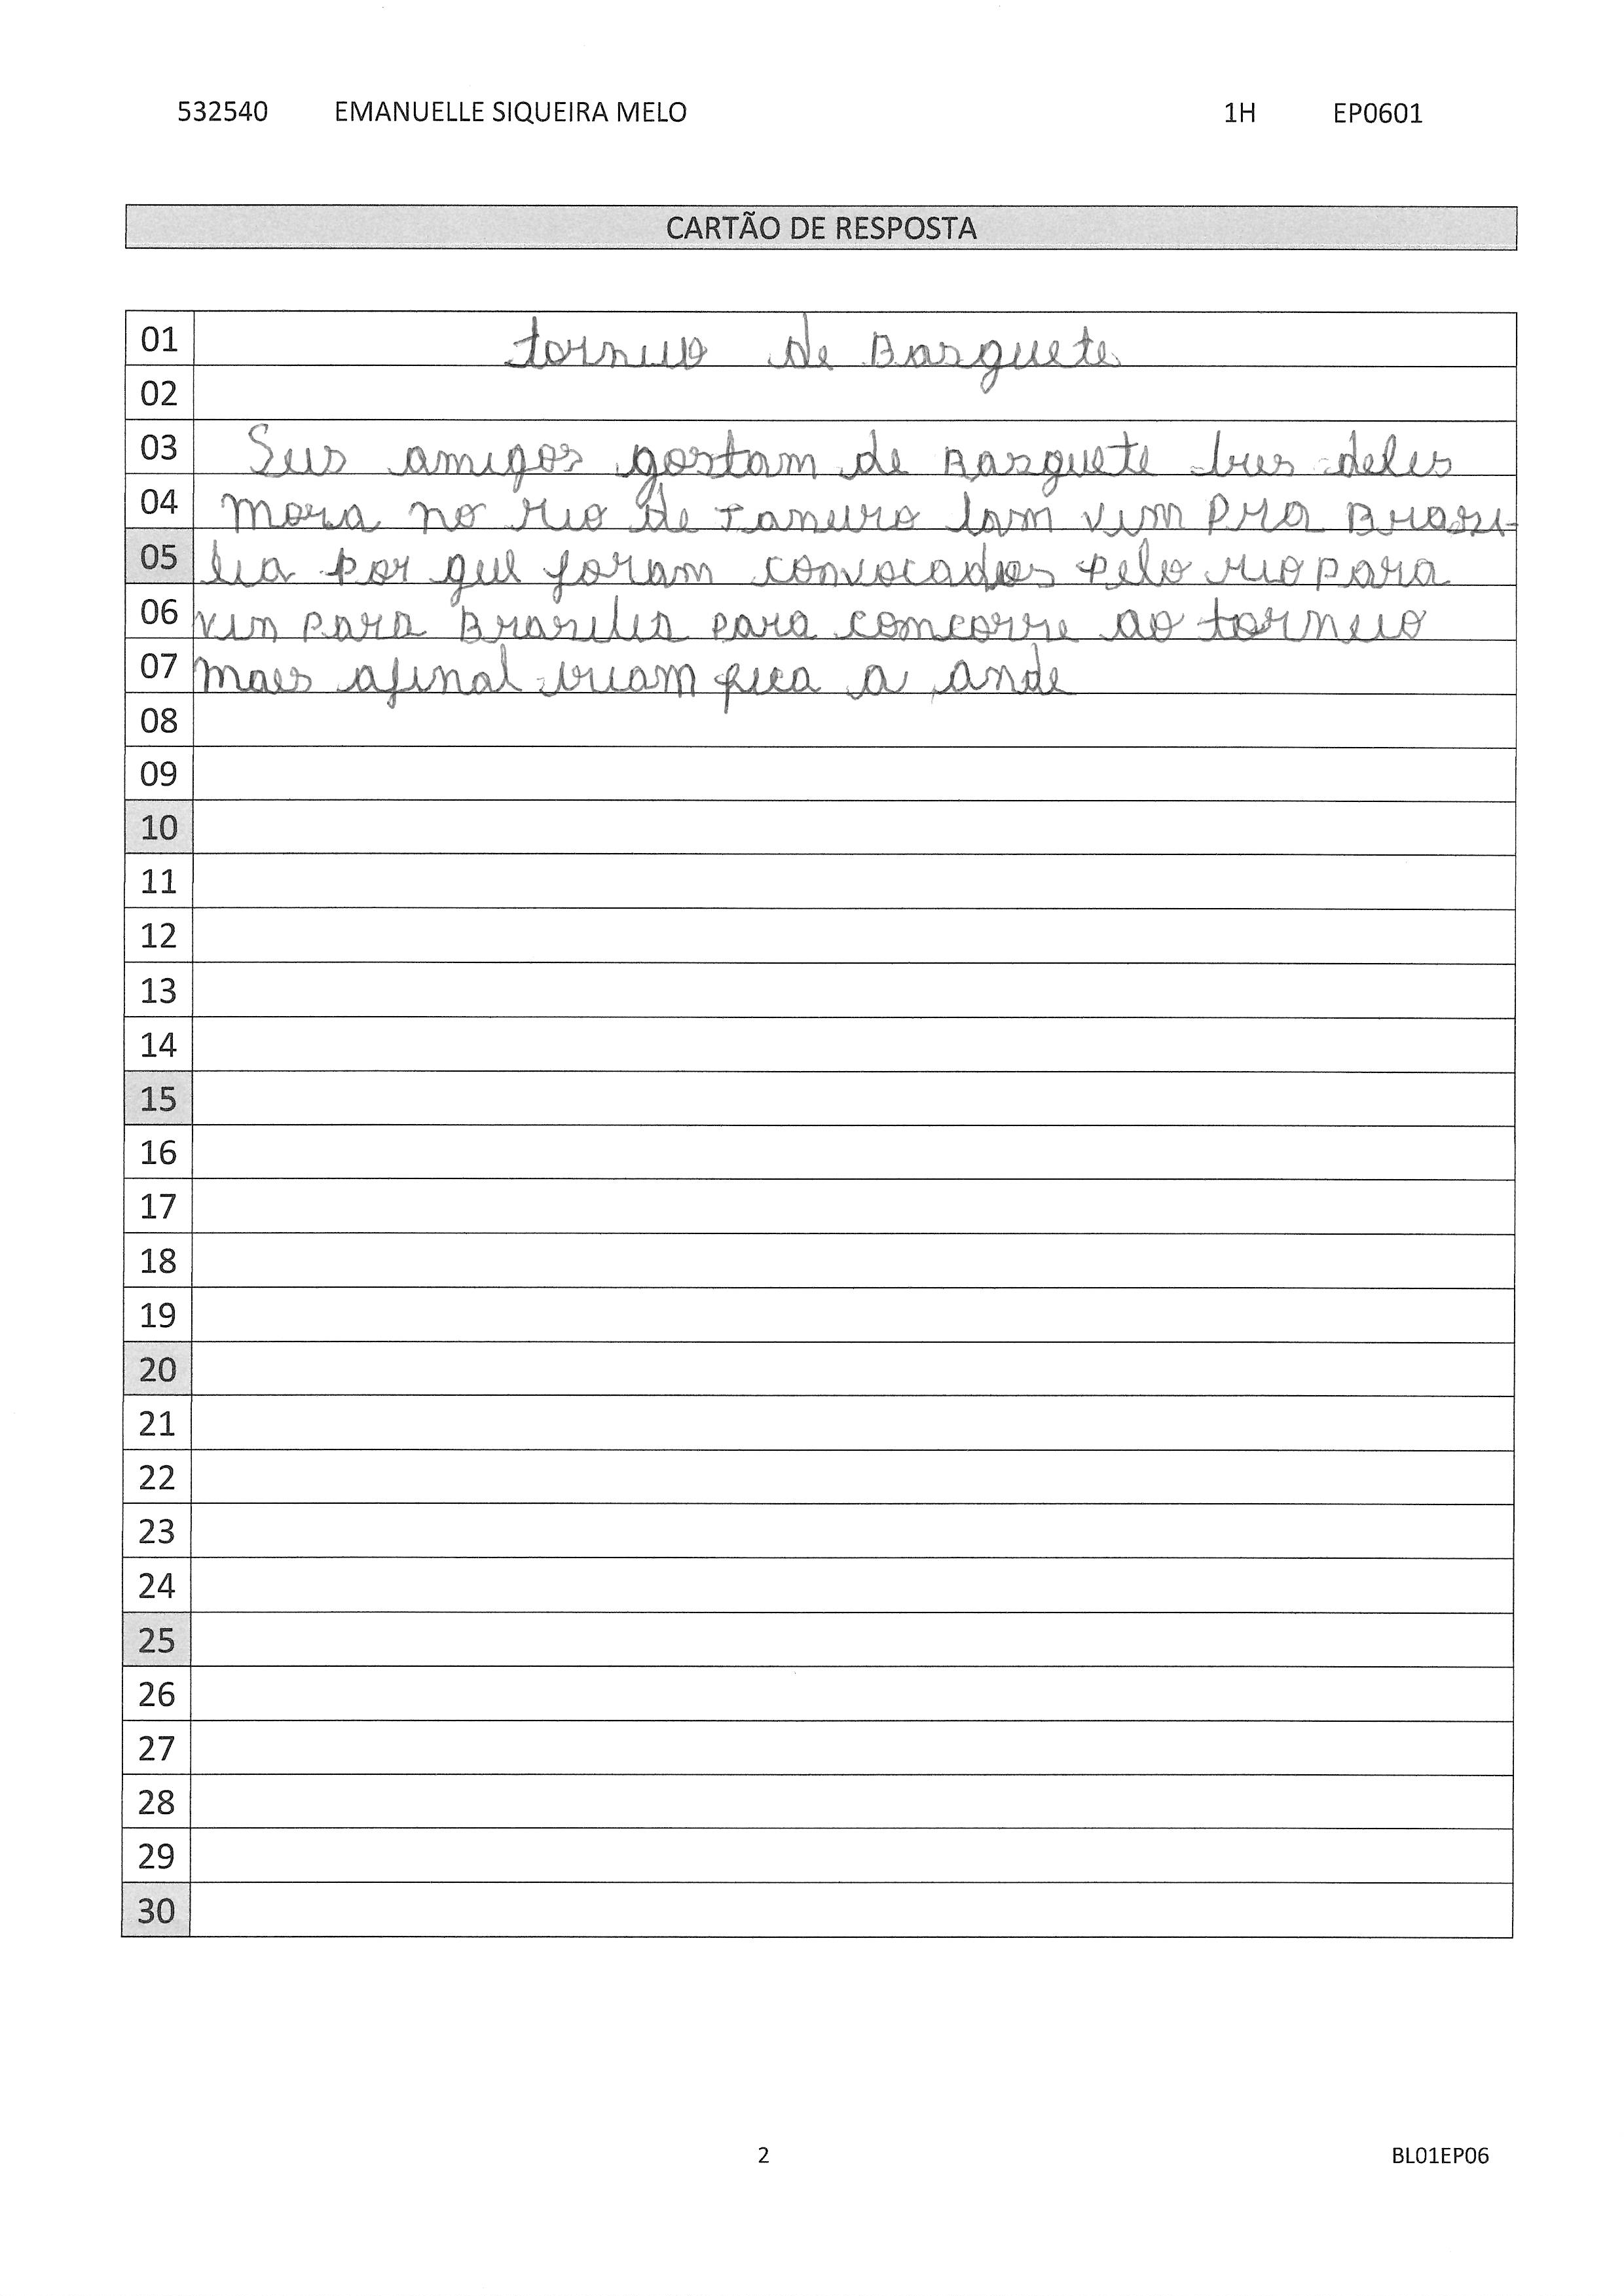 532540 EMANUELLE SIQUEIRA MELO 1H EP0601
CARTÃO DE RESPOSTA
01 torneio de Basquete
02
03 Seis amigos gostam de Basquete tres deles
04 mora no rio de Janeiro vim pra Brasi-
05 lia por que foram convocados pelo rio para
06 vin para Brasilia para concorre ao torneio
07 mais afinal iriam fica a onde
08
09
10
11
12
13
14
15
16
17
18
19
20
21
22
23
24
25
26
27
28
29
30
2 BL01EP06